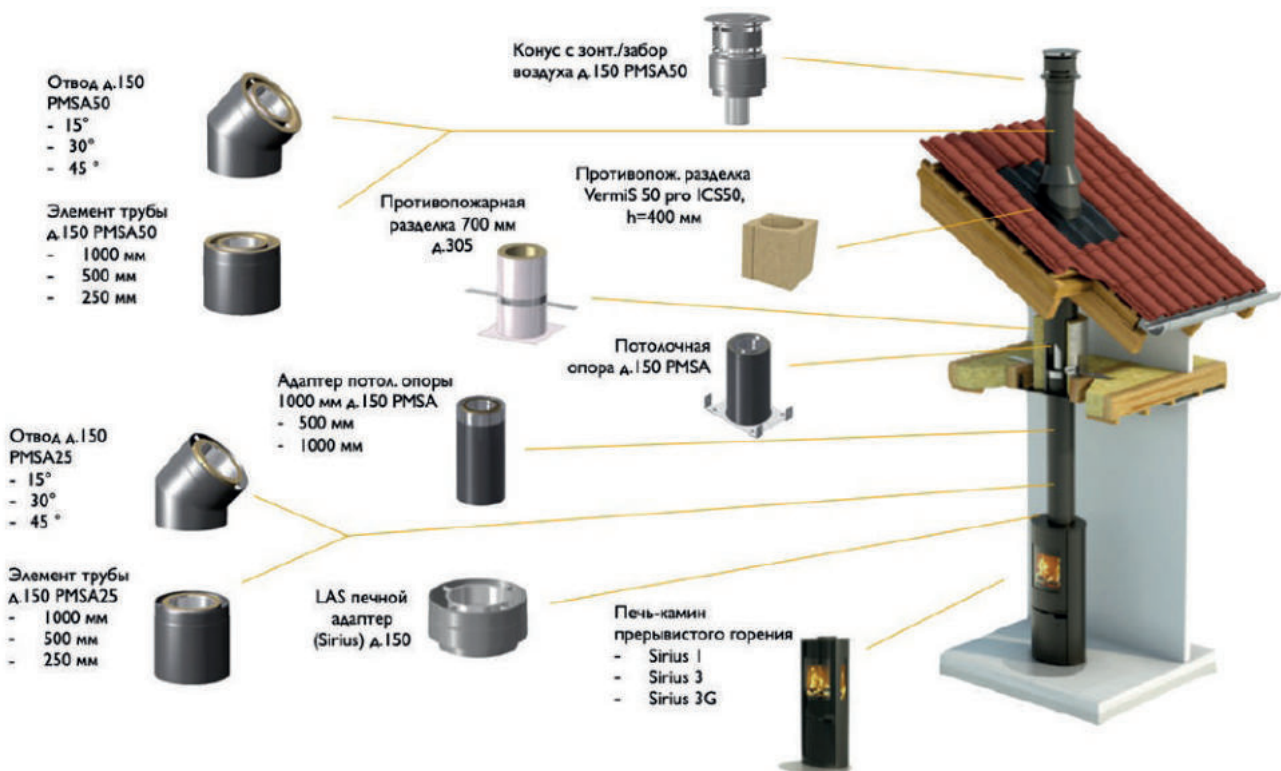 Конус с зонт./забор
воздуха д.150 PMSA50
Отвод д.150
PMSA50
- 15°
- 30°
- 45 °
Элемент трубы
д.150 PMSA50
- 1000 мм
- 500 мм
- 250 мм
Противопожарная
разделка 700 мм
д.305
Противопож. разделка
VermiS 50 pro ICS50,
h=400 мм
Потолочная
опора д.150 PMSA
Адаптер потол. опоры
1000 мм д.150 PMSA
- 500 мм
- 1000 мм
Отвод д.150
PMSA25
- 15°
- 30°
- 45 °
Элемент трубы
д.150 PMSA25
- 1000 мм
- 500 мм
- 250 мм
LAS печной
адаптер
(Sirius) д.150
Печь-камин
прерывистого горения
- Sirius 1
- Sirius 3
- Sirius 3G